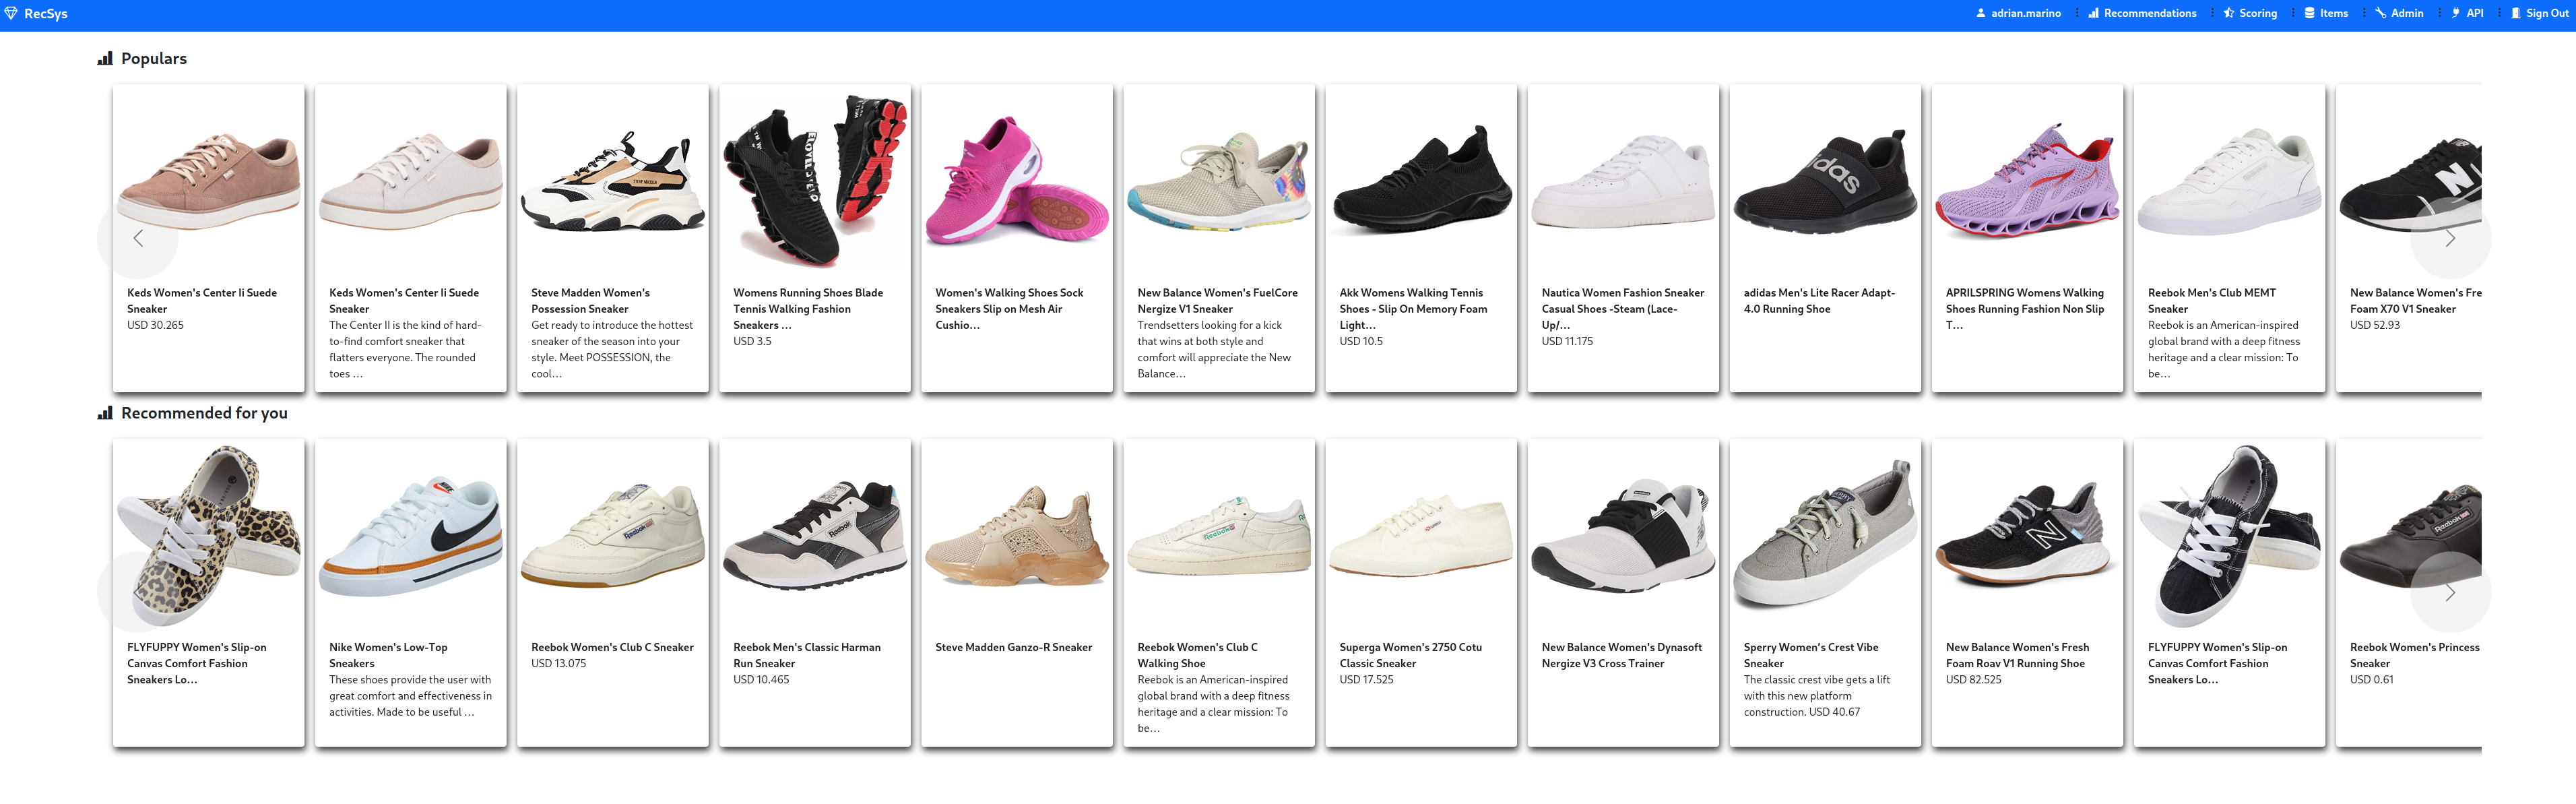 RecSys
adrian.marino
Recommendations
Scoring
Items
Admin
API
Sign Out
Populars
Keds Women's Center Ii Suede
Sneaker
USD 30.265
Keds Women's Center Ii Suede
Sneaker
The Center II is the kind of hard-
to-find comfort sneaker that
flatters everyone. The rounded
toes ...
Steve Madden Women's
Possession Sneaker
Get ready to introduce the hottest
sneaker of the season into your
style. Meet POSSESSION, the
cool...
Womens Running Shoes Blade
Tennis Walking Fashion
Sneakers ...
USD 3.5
Women's Walking Shoes Sock
Sneakers Slip on Mesh Air
Cushio...
New Balance Women's FuelCore
Nergize V1 Sneaker
Trendsetters looking for a kick
that wins at both style and
comfort will appreciate the New
Balance...
Akk Womens Walking Tennis
Shoes - Slip On Memory Foam
Light...
USD 10.5
Nautica Women Fashion Sneaker
Casual Shoes -Steam (Lace-
Up/...
USD 11.175
adidas
adidas Men's Lite Racer Adapt-
4.0 Running Shoe
APRILSPRING Womens Walking
Shoes Running Fashion Non Slip
T...
Reebok Men's Club MEMT
Sneaker
Reebok is an American-inspired
global brand with a deep fitness
heritage and a clear mission: To
be...
N
New Balance Women's Fre
Foam X70 V1 Sneaker
USD 52.93
Recommended for you
FLYFUPPY Women's Slip-on
Canvas Comfort Fashion
Sneakers Lo...
NIKE
Nike Women's Low-Top
Sneakers
These shoes provide the user with
great comfort and effectiveness in
activities. Made to be useful ...
Reebok
Reebok Women's Club C Sneaker
USD 13.075
Reebok
Reebok Men's Classic Harman
Run Sneaker
USD 10.465
Steve Madden Ganzo-R Sneaker
Reebok
Reebok Women's Club C
Walking Shoe
Reebok is an American-inspired
global brand with a deep fitness
heritage and a clear mission: To
be...
Superga Women's 2750 Cotu
Classic Sneaker
USD 17.525
New Balance Women's Dynasoft
Nergize V3 Cross Trainer
Sperry Women’s Crest Vibe
Sneaker
The classic crest vibe gets a lift
with this new platform
construction. USD 40.67
N
New Balance Women's Fresh
Foam Roav V1 Running Shoe
USD 82.525
FLYFUPPY Women's Slip-on
Canvas Comfort Fashion
Sneakers Lo...
Reebok
Reebok Women's Princess
Sneaker
USD 0.61